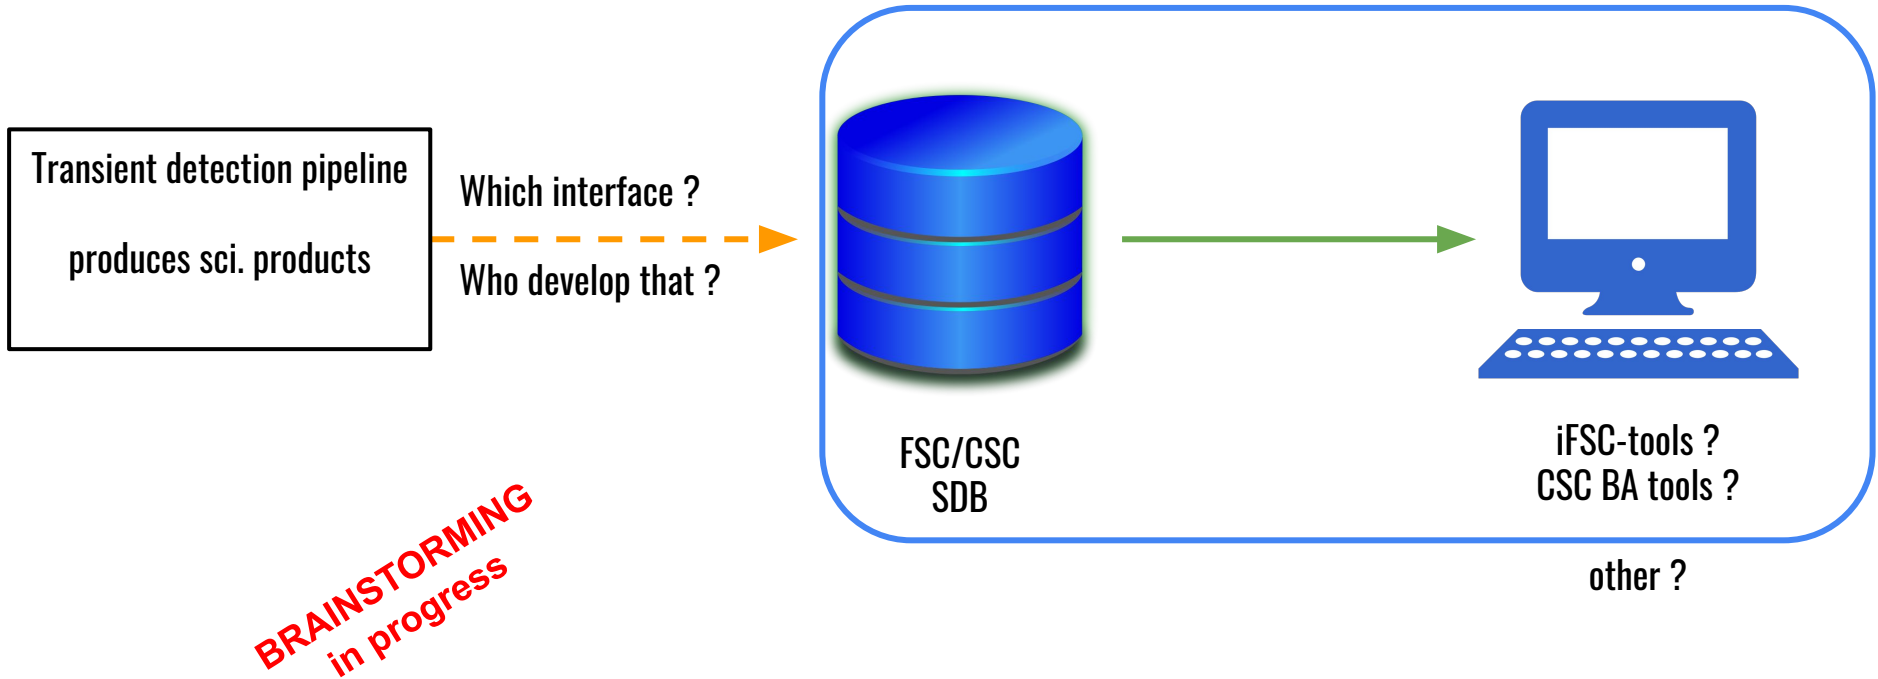 Transient detection pipeline
produces sci. products
Which interface ?
Who develop that ?
FSC/CSC
SDB
iFSC-tools ?
CSC BA tools ?
other ?
BRAINSTORMING
in progress